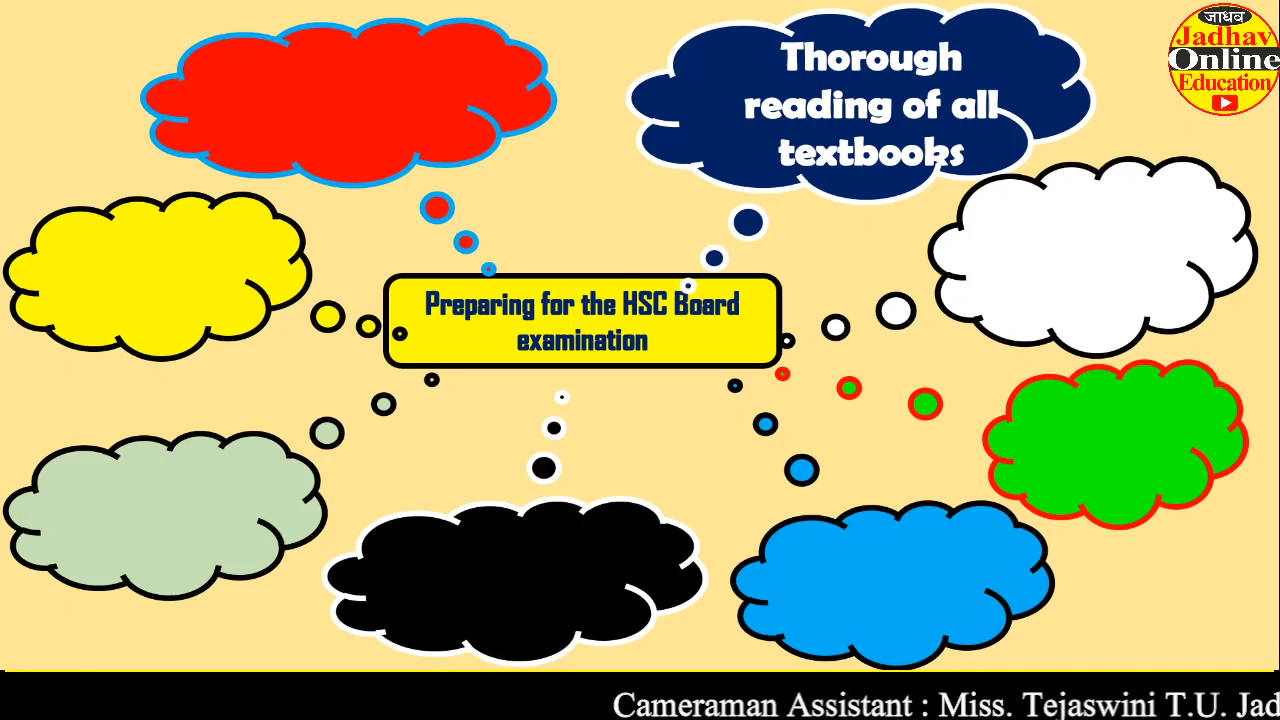 Thorough
reading of all
textbooks
जाधव
Jadhav
Online
Education
Preparing for the HSC Board
examination
Cameraman Assistant : Miss. Tejaswini T.U. Jad